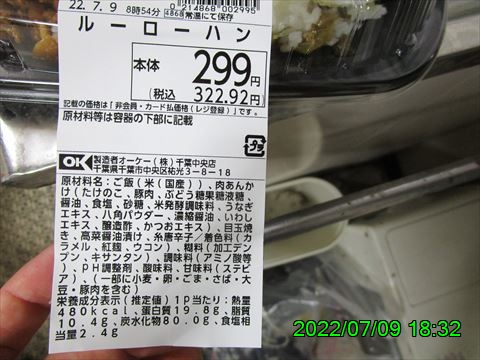 22.7.9 8時54分
0214868002995
4868 常温にて保存
ルーローハン
本体 299円
(税込) 322.92円
記載の価格は「非会員・カード払価格(レジ登録)」です。
原材料等は容器の下部に記載
プラ
OK 製造者オーケー(株)千葉中央店
千葉県千葉市中央区祐光3-8-18
原材料名:ご飯(米(国産))、肉あんか
け(たけのこ、豚肉、ぶどう糖果糖液糖、
醤油、食塩、砂糖、米発酵調味料、うなぎ
エキス、八角パウダー、濃縮醤油、いわし
エキス、醸造酢、かつおエキス)、目玉焼
き、高菜醤油漬け、糸唐辛子/着色料(カ
ラメル、紅麹、ウコン)、糊料(加工デン
プン、キサンタン)、調味料(アミノ酸等
)、pH調整剤、酸味料、甘味料(ステビ
ア)、(一部に小麦・卵・ごま・さば・大
豆・豚肉を含む)
栄養成分表示(推定値)1P当たり:熱量
480kcal、蛋白質19.8g、脂質
10.4g、炭水化物80.0g、食塩相
当量2.4g
2022/07/09 18:32